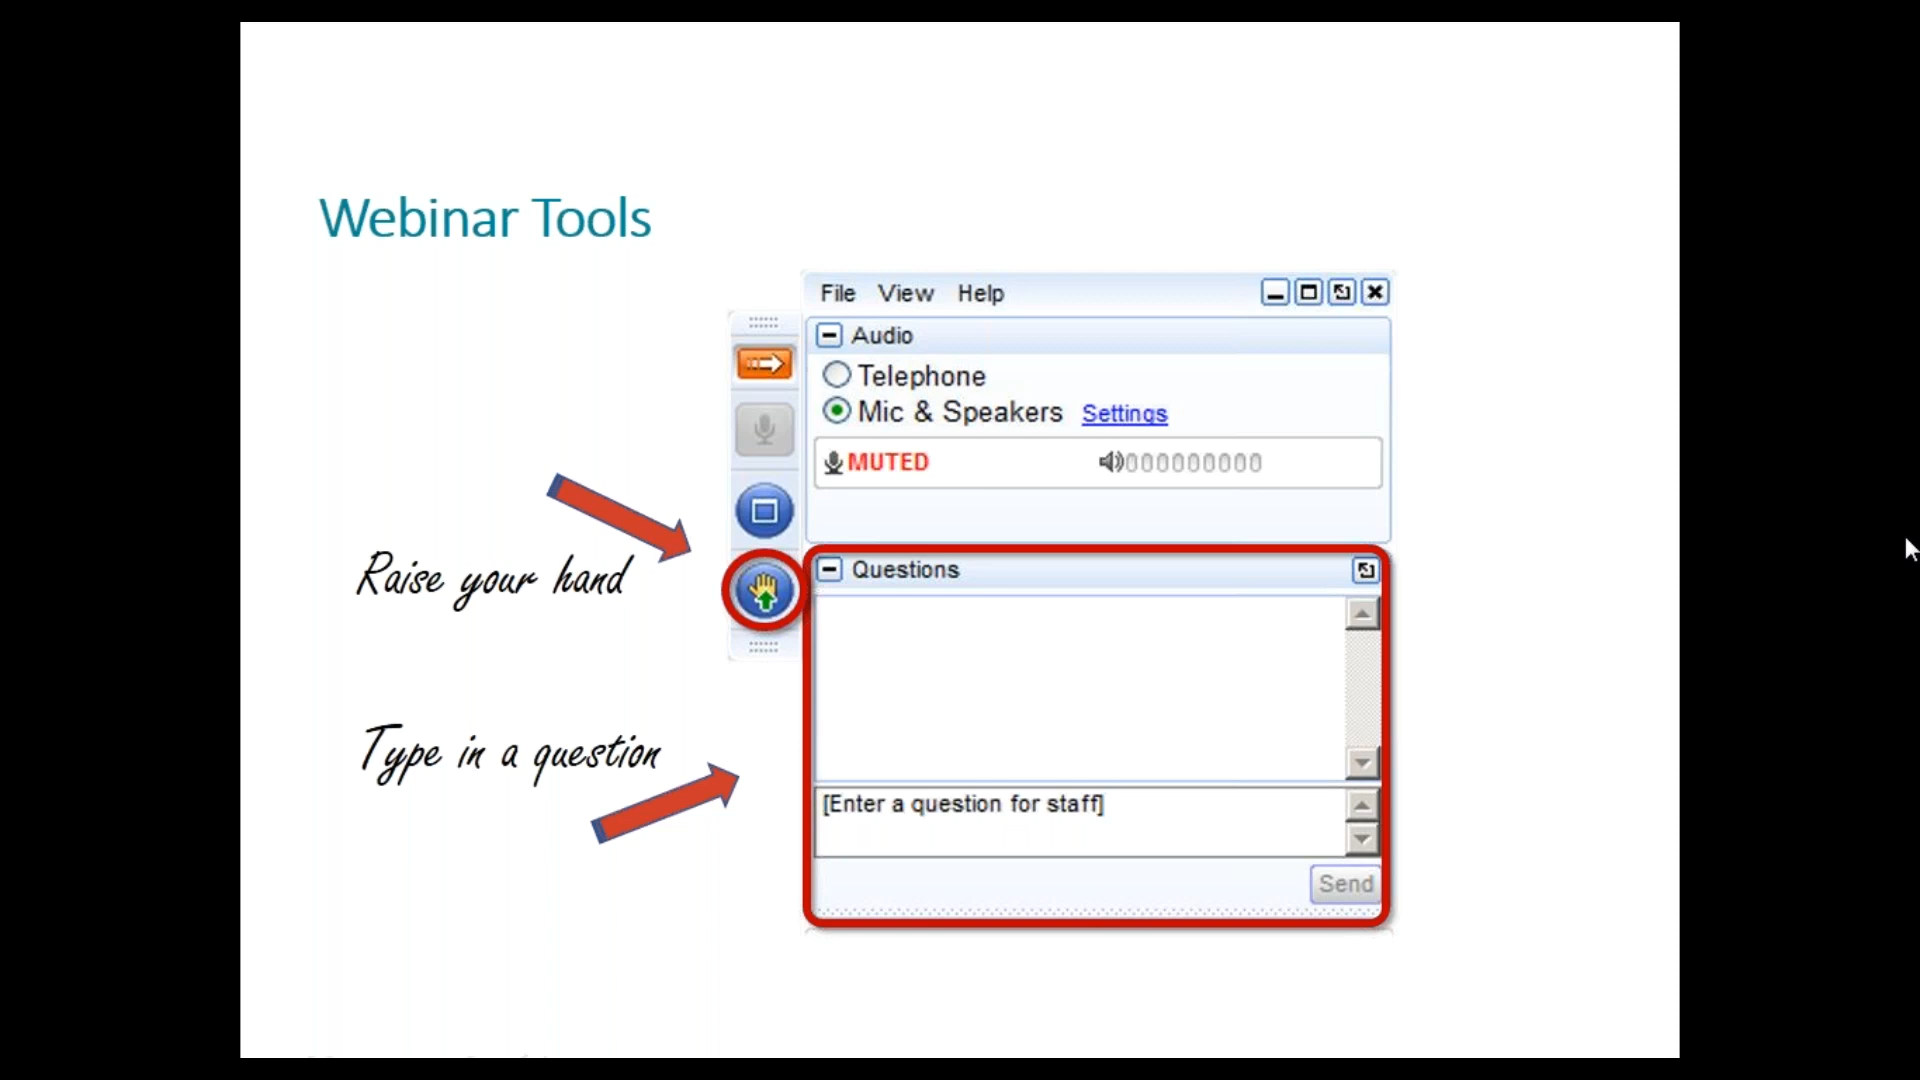 Webinar Tools
File View Help
Audio
Telephone
Mic & Speakers Settings
MUTED
Raise your hand
Questions
Type in a question
[Enter a question for staff]
Send